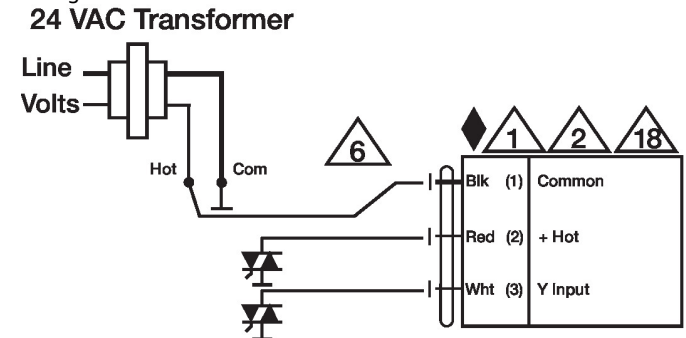 24 VAC Transformer
Line
Volts
Hot
Com
6
1
2
18
Blk (1) Common
Red (2) + Hot
Wht (3) Y Input